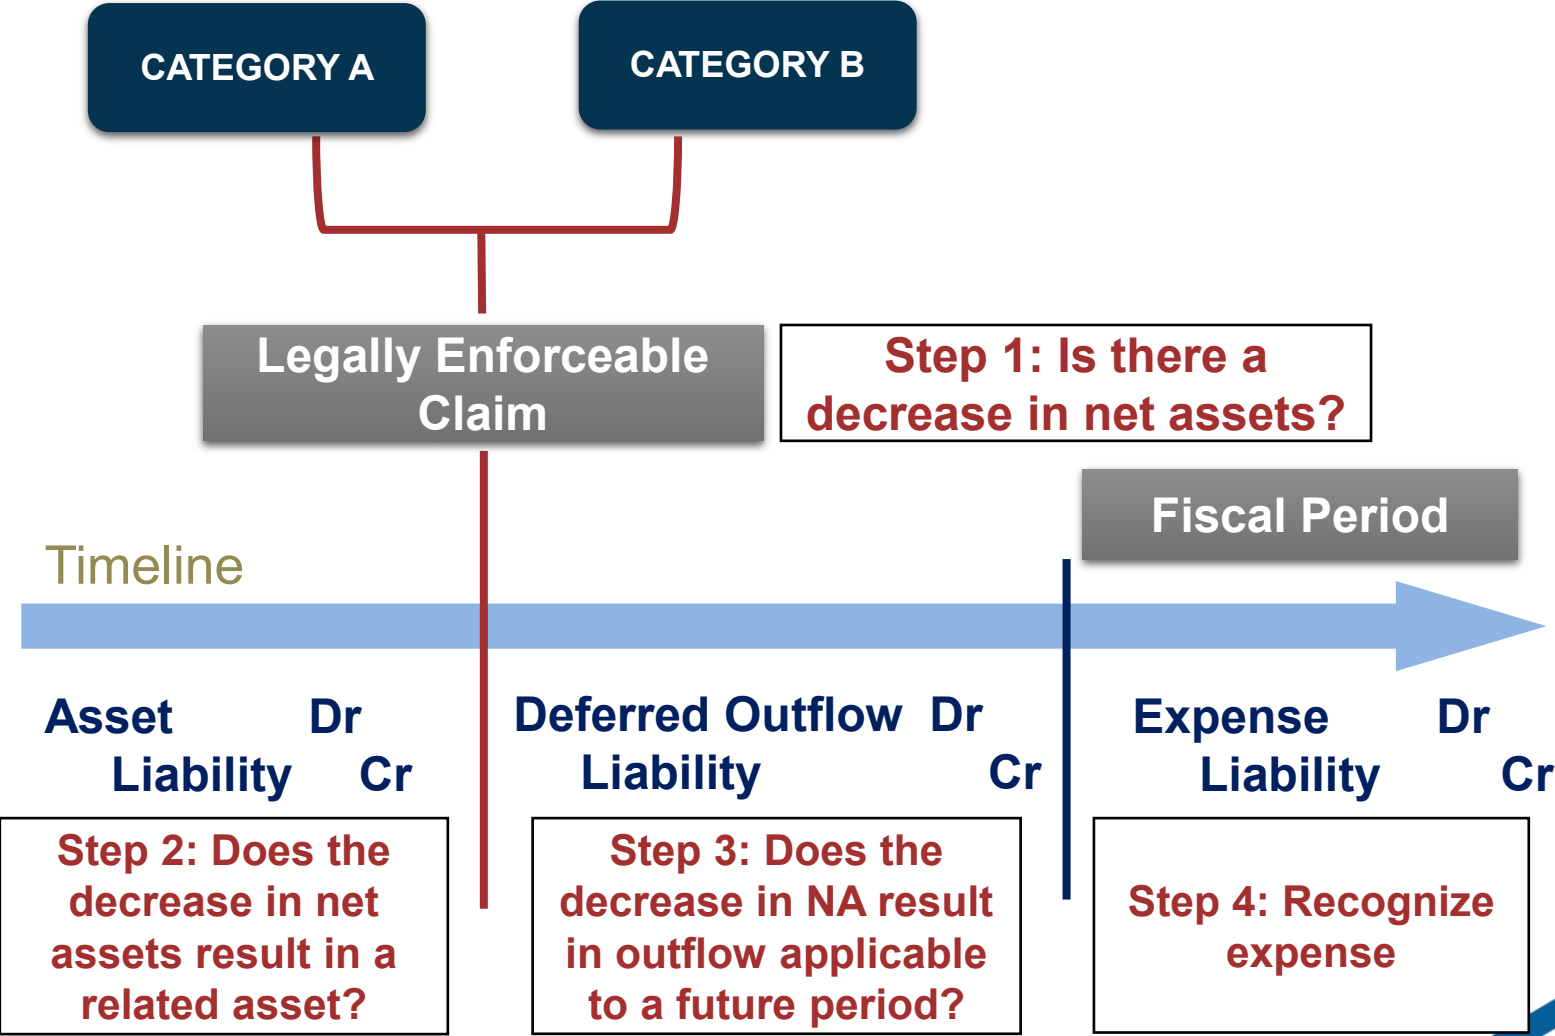 CATEGORY A
CATEGORY B
Legally Enforceable
Claim
Step 1: Is there a
decrease in net assets?
Fiscal Period
Timeline
Asset Dr
Liability Cr
Deferred Outflow Dr
Liability Cr
Expense Dr
Liability Cr
Step 2: Does the
decrease in net
assets result in a
related asset?
Step 3: Does the
decrease in NA result
in outflow applicable
to a future period?
Step 4: Recognize
expense